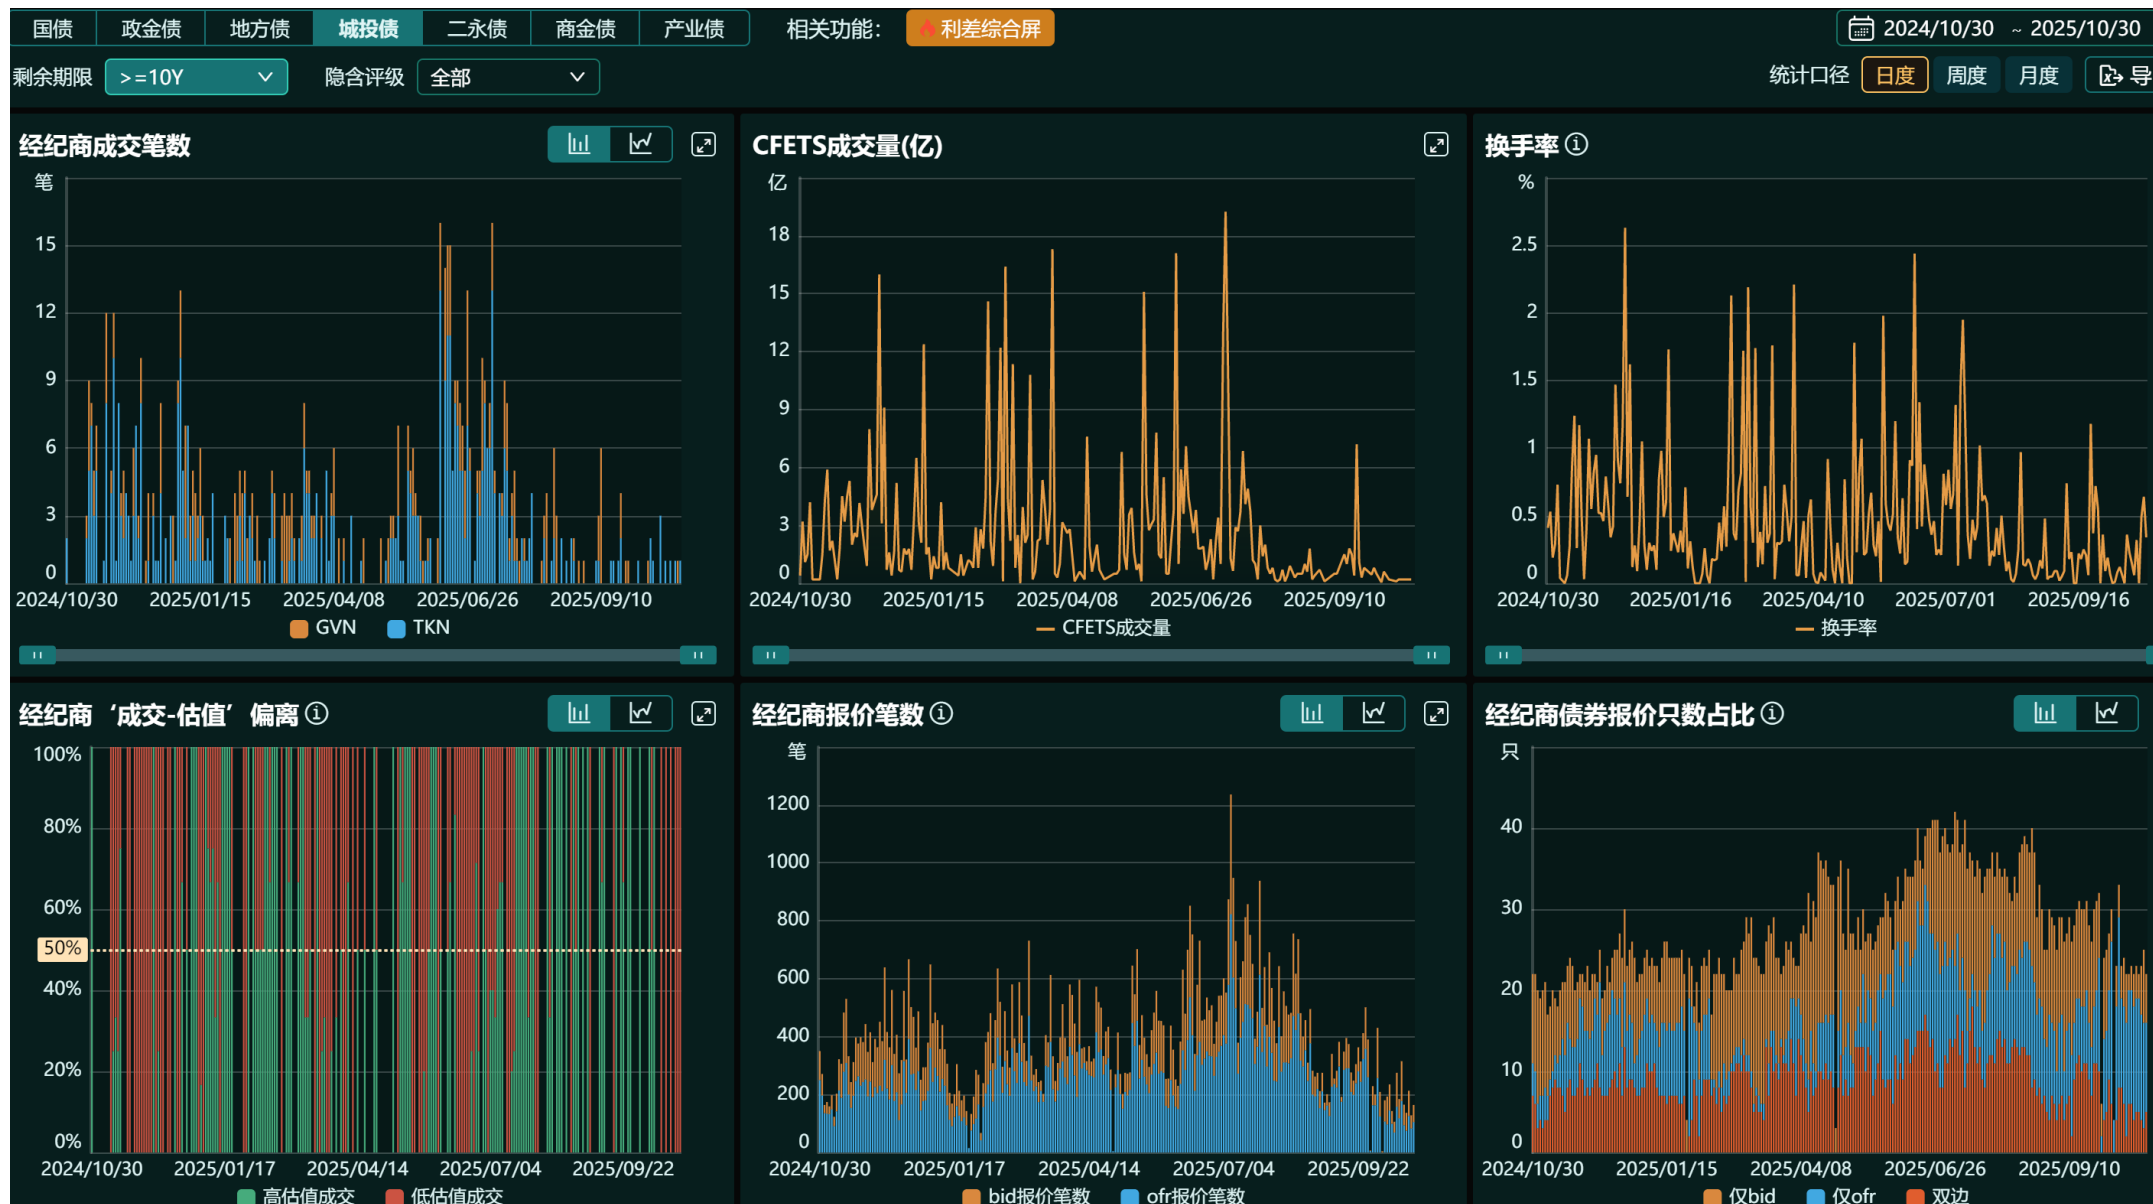 国债 政金债 地方债 城投债 二永债 商金债 产业债 相关功能： 利差综合屏 2024/10/30 ~ 2025/10/30
剩余期限 >=10Y 隐含评级 全部 统计口径 日度 周度 月度 导
经纪商成交笔数
笔
15
12
9
6
3
0
2024/10/30 2025/01/15 2025/04/08 2025/06/26 2025/09/10
GVN TKN
CFETS成交量(亿)
亿
18
15
12
9
6
3
0
2024/10/30 2025/01/15 2025/04/08 2025/06/26 2025/09/10
CFETS成交量
换手率
%
2.5
2
1.5
1
0.5
0
2024/10/30 2025/01/16 2025/04/10 2025/07/01 2025/09/16
换手率
经纪商‘成交-估值’偏离
100%
80%
60%
50%
40%
20%
0%
2024/10/30 2025/01/17 2025/04/14 2025/07/04 2025/09/22
高估值成交 低估值成交
经纪商报价笔数
笔
1200
1000
800
600
400
200
0
2024/10/30 2025/01/17 2025/04/14 2025/07/04 2025/09/22
bid报价笔数 ofr报价笔数
经纪商债券报价只数占比
只
40
30
20
10
0
2024/10/30 2025/01/15 2025/04/08 2025/06/26 2025/09/10
仅bid 仅ofr 双边